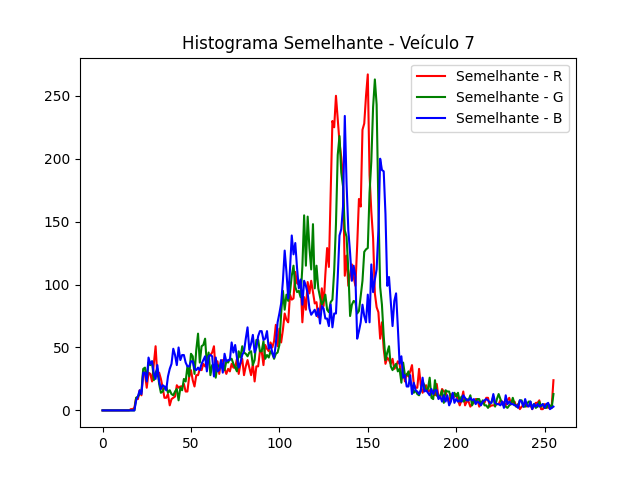 Histograma Semelhante - Veículo 7
Semelhante - R
Semelhante - G
Semelhante - B
250
200
150
100
50
0
0 50 100 150 200 250